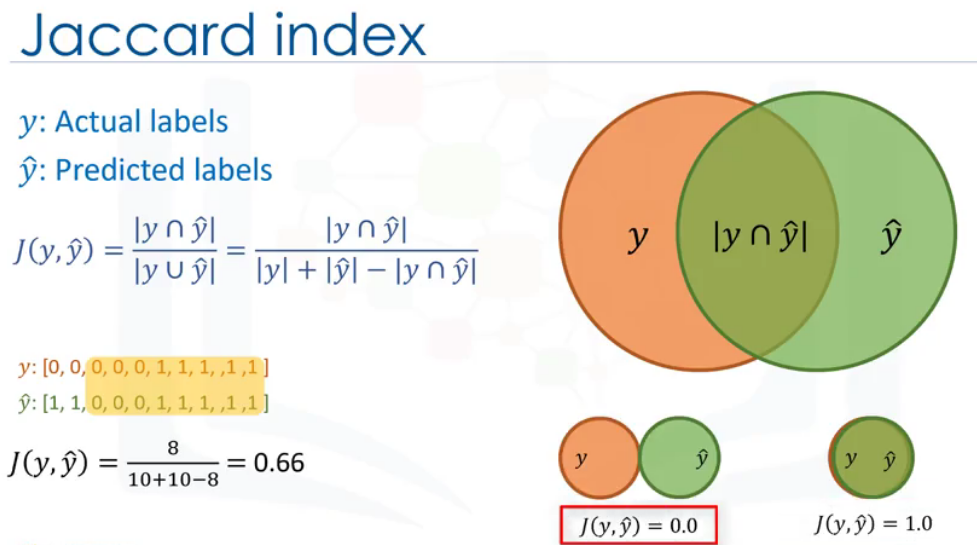 Jaccard index
y: Actual labels
ŷ: Predicted labels
J(y, ŷ) = |y ∩ ŷ| / |y ∪ ŷ| = |y ∩ ŷ| / |y| + |ŷ| − |y ∩ ŷ|
y |y ∩ ŷ| ŷ
y: [0, 0, 0, 0, 0, 1, 1, 1, ,1 ,1 ]
ŷ: [1, 1, 0, 0, 0, 1, 1, 1, ,1 ,1 ]
J(y, ŷ) = 8 / 10+10−8 = 0.66
y ŷ
J(y, ŷ) = 0.0
y ŷ
J(y, ŷ) = 1.0